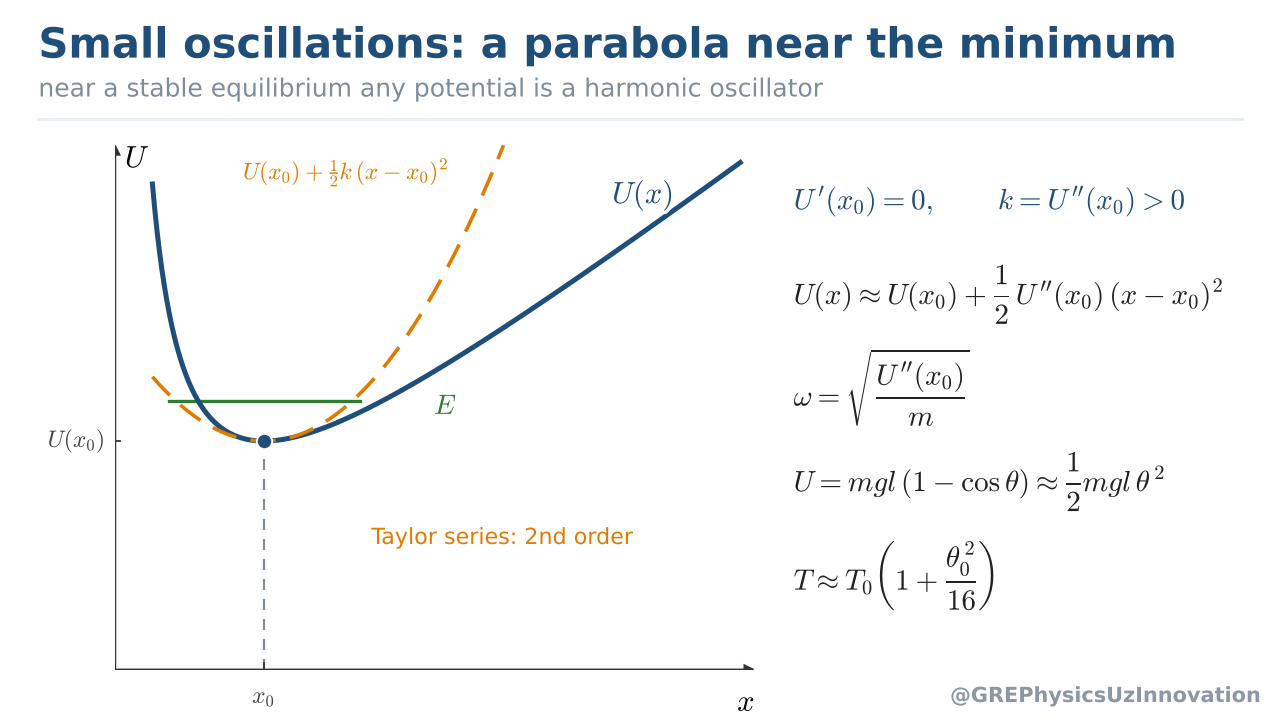 Small oscillations: a parabola near the minimum
near a stable equilibrium any potential is a harmonic oscillator
U
U(x₀) + ½k (x − x₀)²
U(x)
E
U(x₀)
Taylor series: 2nd order
x₀
x
U′(x₀) = 0, k = U″(x₀) > 0
U(x) ≈ U(x₀) + 1/2 U″(x₀) (x − x₀)²
ω = √(U″(x₀)/m)
U = mgl (1 − cos θ) ≈ 1/2 mgl θ²
T ≈ T₀(1 + θ₀²/16)
@GREPhysicsUzInnovation